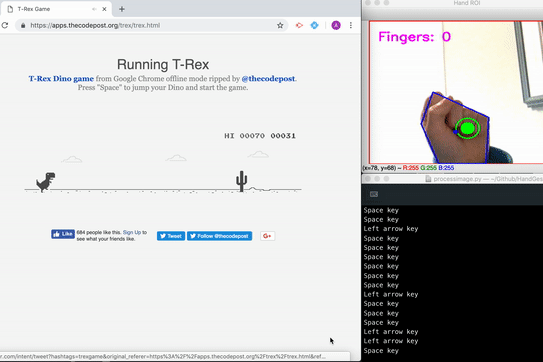 T-Rex Game
https://apps.thecodepost.org/trex/trex.html
A
Running T-Rex
T-Rex Dino game from Google Chrome offline mode ripped by @thecodepost.
Press "Space" to jump your Dino and start the game.
HI 00070 00031
Like
684 people like this. Sign Up to
see what your friends like.
Tweet
Follow @thecodepost
G+
r.com/intent/tweet?hashtags=trexgame&original_referer=https%3A%2F%2Fapps.thecodepost.org%2Ftrex%2Ftrex.html&ref...
Hand ROI
Fingers: 0
(x=78, y=68) ~ R:255 G:255 B:255
processimage.py — ~/Github/HandGes
Space key
Space key
Left arrow key
Space key
Space key
Space key
Space key
Space key
Space key
Left arrow key
Space key
Space key
Space key
Left arrow key
Left arrow key
Space key